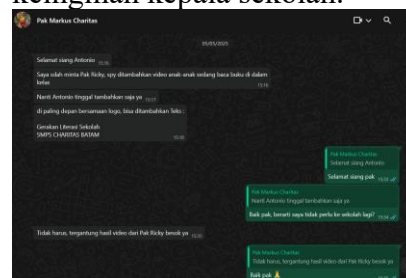 keinginan kepala sekolah.
Pak Markus Charitas
05/05/2025
Selamat siang Antonio
Saya sdah minta Pak Ricky, spy ditambahkan video anak-anak sedang baca buku di dalam
kelas
Nanti Antonio tinggal tambahkan saja ya
di paling depan bersamaan logo, bisa ditambahkan Teks :
Gerakan Literasi Sekolah
SMPS CHARITAS BATAM
Pak Markus Charitas
Selamat siang Antonio
Selamat siang pak
Pak Markus Charitas
Nanti Antonio tinggal tambahkan saja ya
Baik pak, berarti saya tidak perlu ke sekolah lagi?
Tidak harus, tergantung hasil video dari Pak Ricky besok ya
Pak Markus Charitas
Tidak harus, tergantung hasil video dari Pak Ricky besok ya
Baik pak 🙏